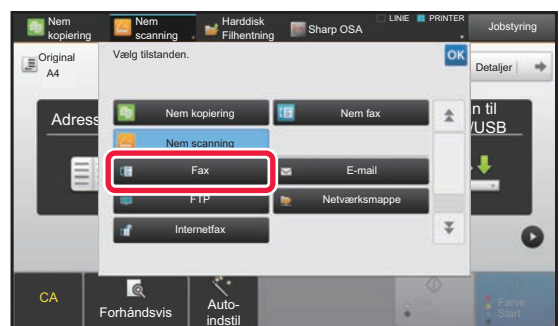 Nem kopiering
Nem scanning
Harddisk Filhentning
Sharp OSA
LINIE
PRINTER
Jobstyring
Original
A4
Vælg tilstanden.
OK
Detaljer
Adress
n til
/USB
Nem kopiering
Nem fax
Nem scanning
Fax
E-mail
FTP
Netværksmappe
Internetfax
CA
Forhåndsvis
Auto-
indstil
Farve
Start